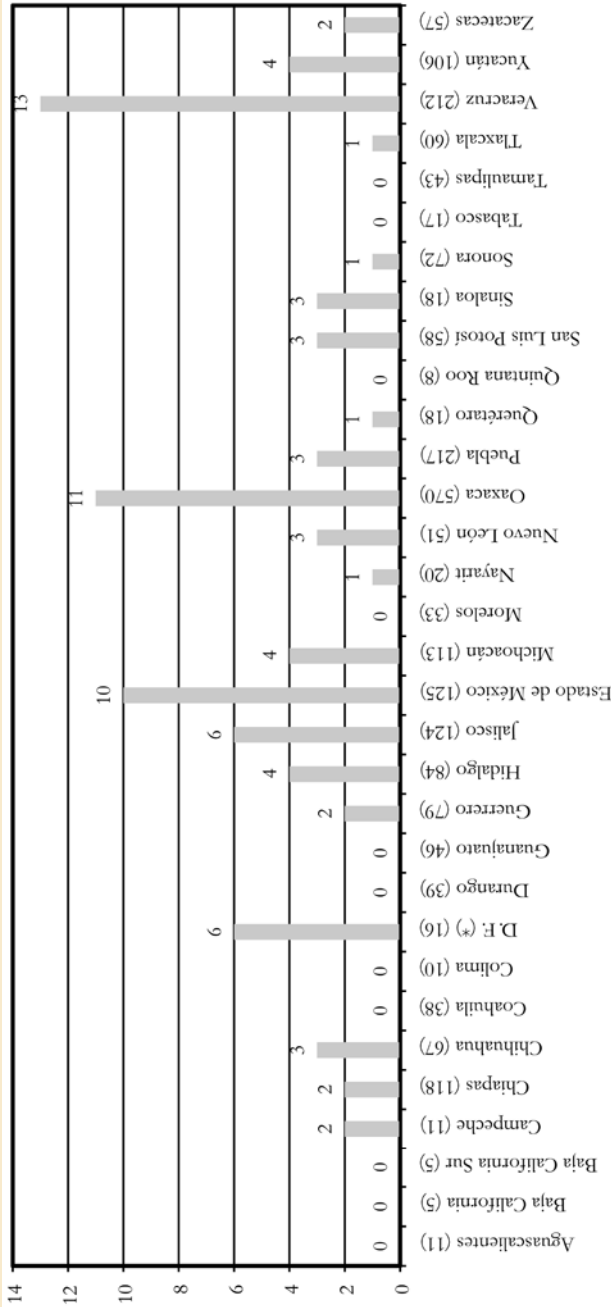 14
12
10
8
6
4
2
0
0
0
0
2
2
3
0
0
6
0
0
2
4
6
10
4
0
1
3
11
3
1
0
3
3
1
0
0
1
13
4
2
Aguascalientes (11)
Baja California (5)
Baja California Sur (5)
Campeche (11)
Chiapas (118)
Chihuahua (67)
Coahuila (38)
Colima (10)
D.F. (*) (16)
Durango (39)
Guanajuato (46)
Guerrero (79)
Hidalgo (84)
Jalisco (124)
Estado de México (125)
Michoacán (113)
Morelos (33)
Nayarit (20)
Nuevo León (51)
Oaxaca (570)
Puebla (217)
Querétaro (18)
Quintana Roo (8)
San Luis Potosí (58)
Sinaloa (18)
Sonora (72)
Tabasco (17)
Tamaulipas (43)
Tlaxcala (60)
Veracruz (212)
Yucatán (106)
Zacatecas (57)